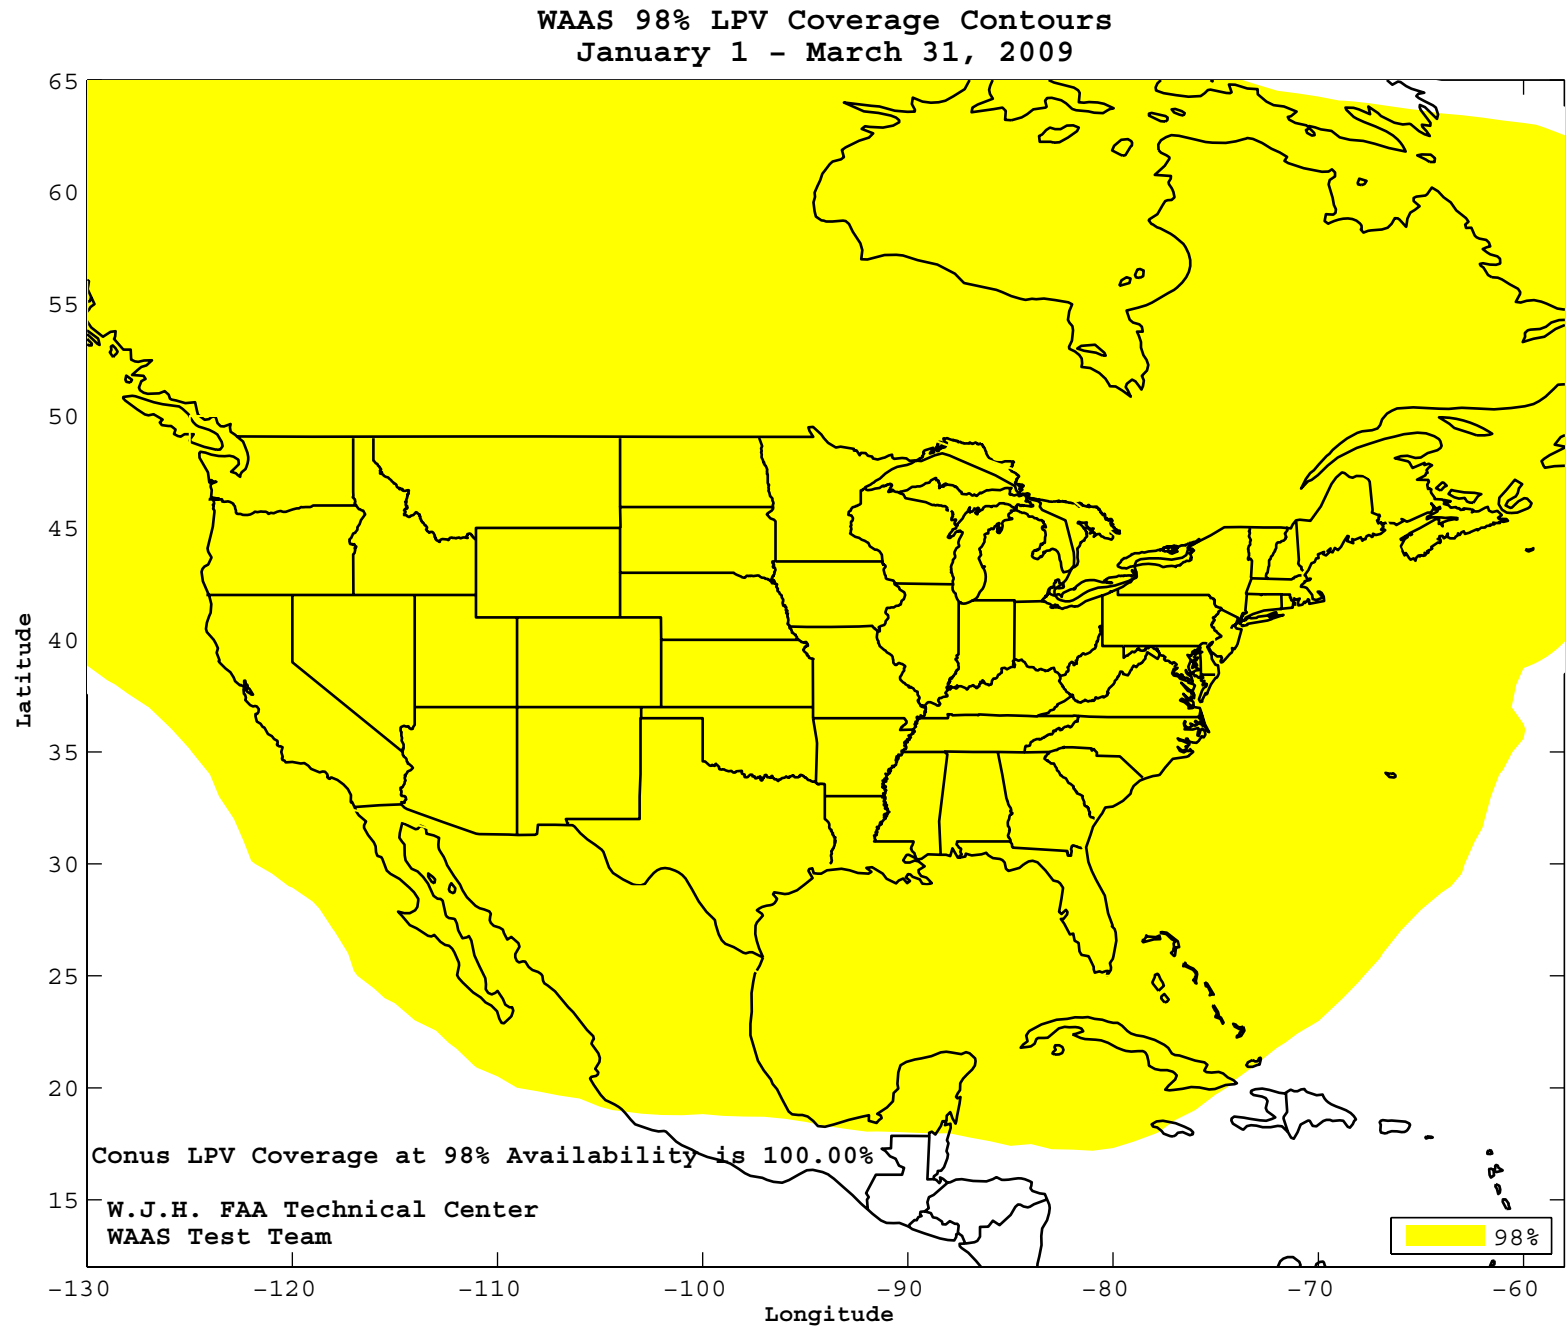 WAAS 98% LPV Coverage Contours
January 1 - March 31, 2009
65
60
55
50
45
40
35
30
25
20
15
Latitude
Conus LPV Coverage at 98% Availability is 100.00%
W.J.H. FAA Technical Center
WAAS Test Team
98%
-130 -120 -110 -100 -90 -80 -70 -60
Longitude